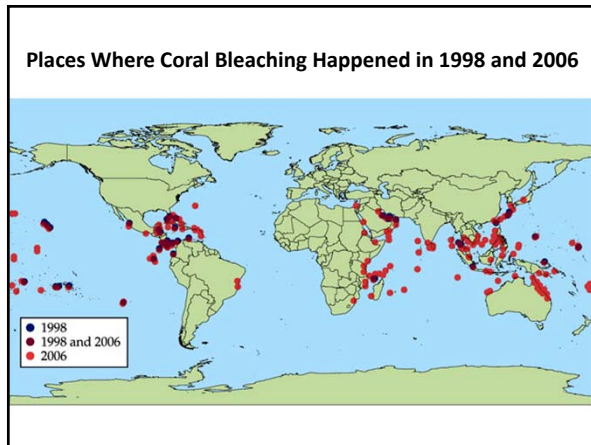 Places Where Coral Bleaching Happened in 1998 and 2006
1998
1998 and 2006
2006